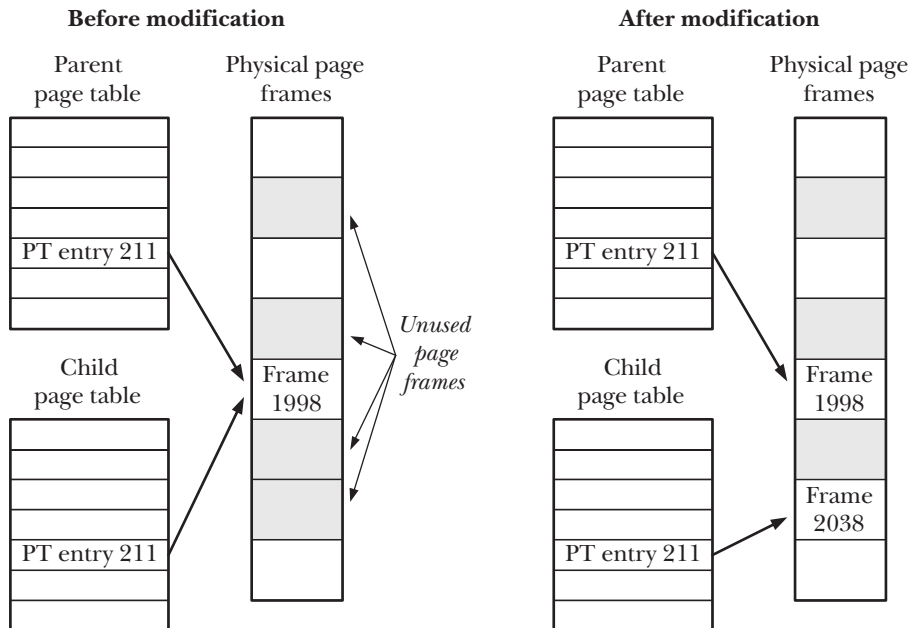 Before modification
Parent
page table
Physical page
frames
PT entry 211
Child
page table
PT entry 211
Frame
1998
Unused
page
frames
After modification
Parent
page table
Physical page
frames
PT entry 211
Child
page table
PT entry 211
Frame
1998
Frame
2038